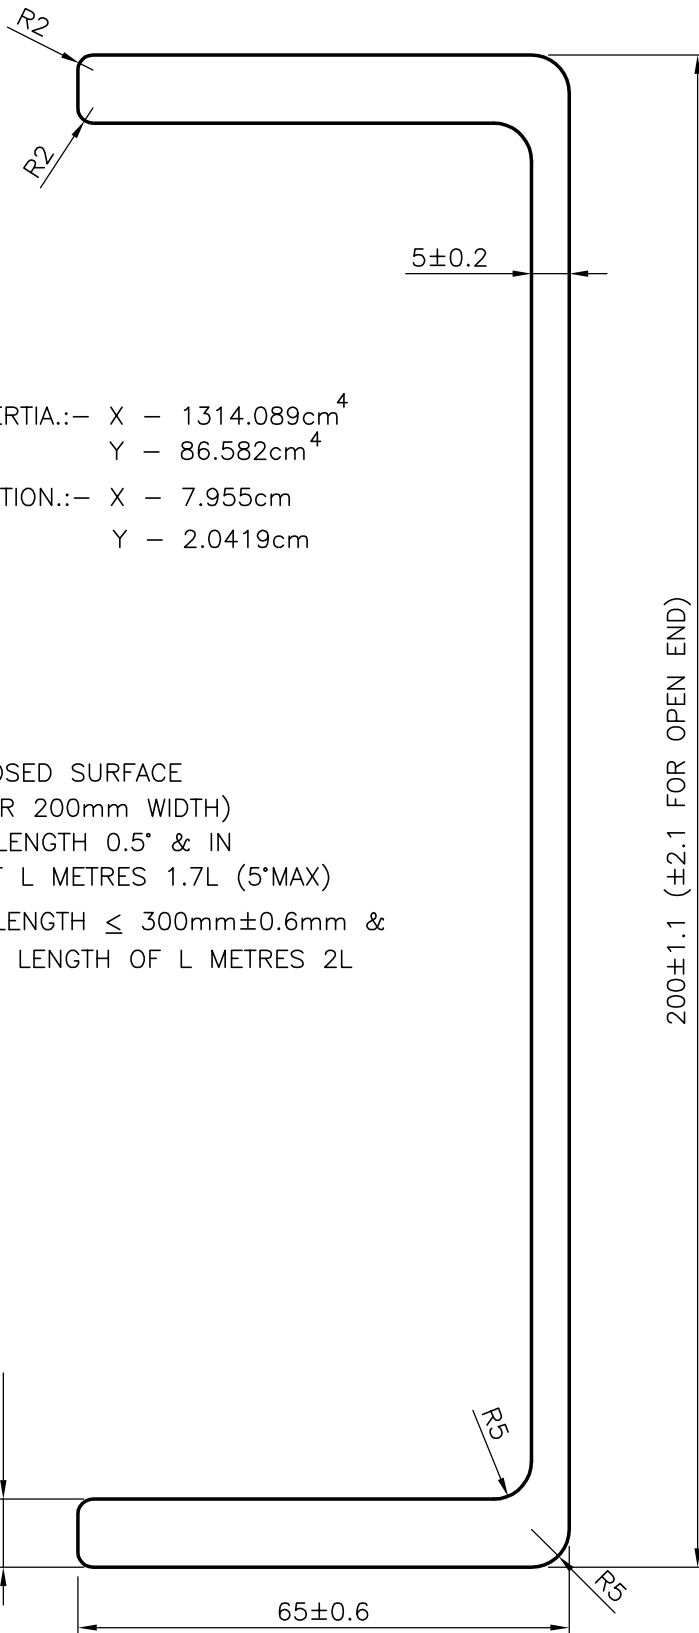 R2
R2
5±0.2
ERTIA.:- X - 1314.089cm⁴
Y - 86.582cm⁴
TION.:- X - 7.955cm
Y - 2.0419cm
200±1.1 (±2.1 FOR OPEN END)
OSED SURFACE
R 200mm WIDTH)
LENGTH 0.5° & IN
F L METRES 1.7L (5°MAX)
LENGTH ≤ 300mm±0.6mm &
LENGTH OF L METRES 2L
R5
R5
65±0.6